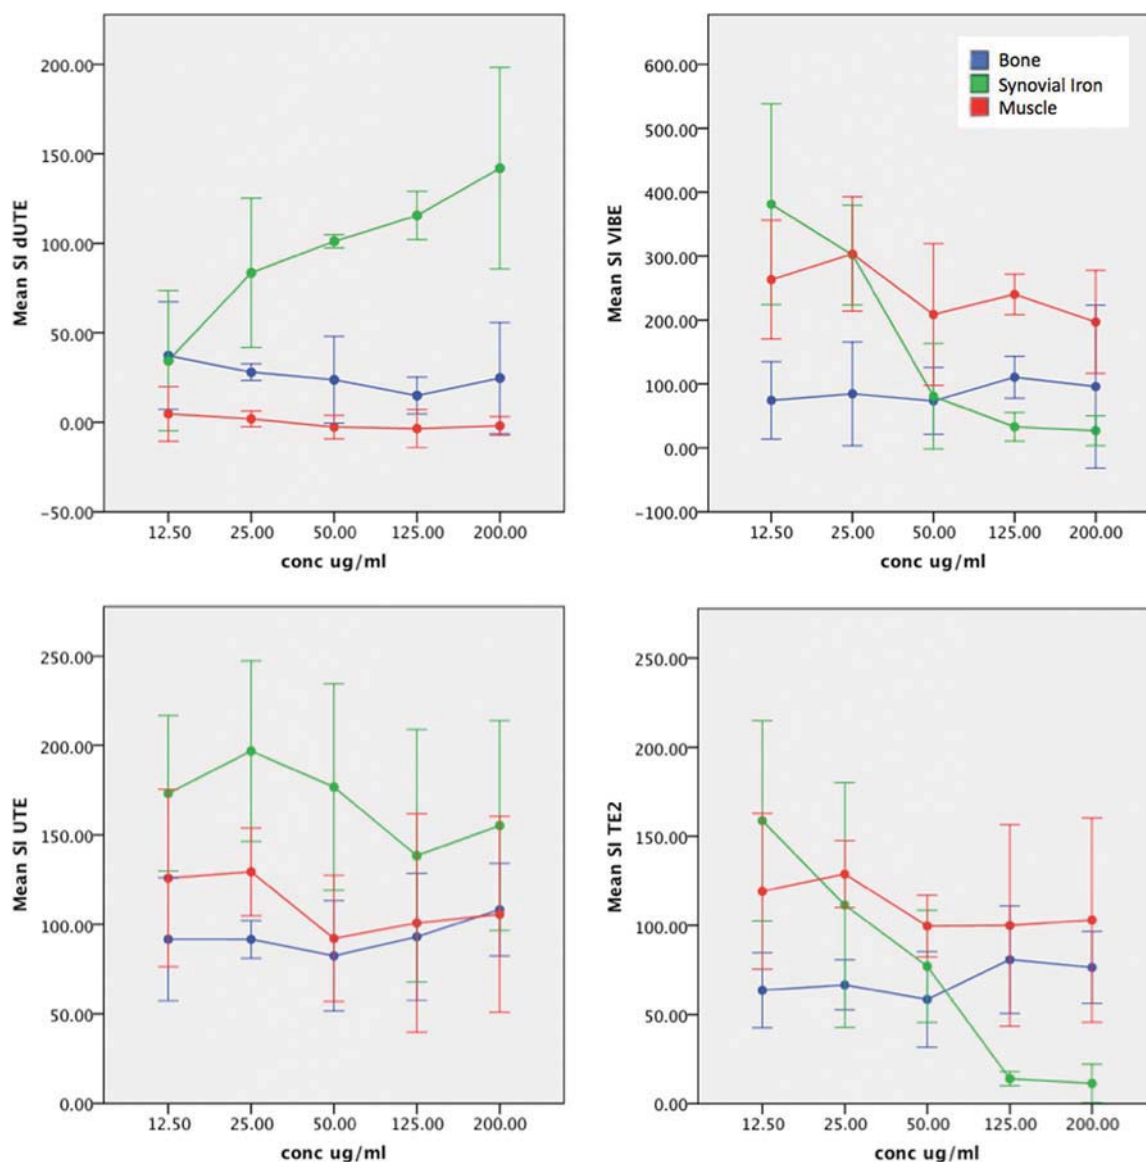 Mean SI dUTE
200.00
150.00
100.00
50.00
0.00
-50.00
12.50 25.00 50.00 125.00 200.00
conc ug/ml
Mean SI VIBE
600.00
500.00
400.00
300.00
200.00
100.00
0.00
-100.00
12.50 25.00 50.00 125.00 200.00
conc ug/ml
Bone
Synovial Iron
Muscle
Mean SI UTE
250.00
200.00
150.00
100.00
50.00
0.00
12.50 25.00 50.00 125.00 200.00
conc ug/ml
Mean SI TE2
250.00
200.00
150.00
100.00
50.00
0.00
12.50 25.00 50.00 125.00 200.00
conc ug/ml